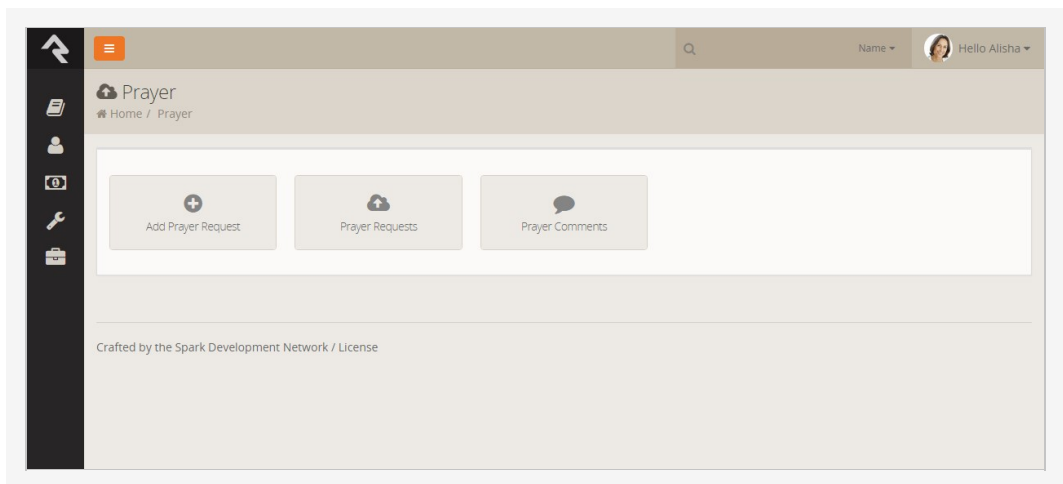 Name
Hello Alisha
Prayer
Home / Prayer
Add Prayer Request
Prayer Requests
Prayer Comments
Crafted by the Spark Development Network / License